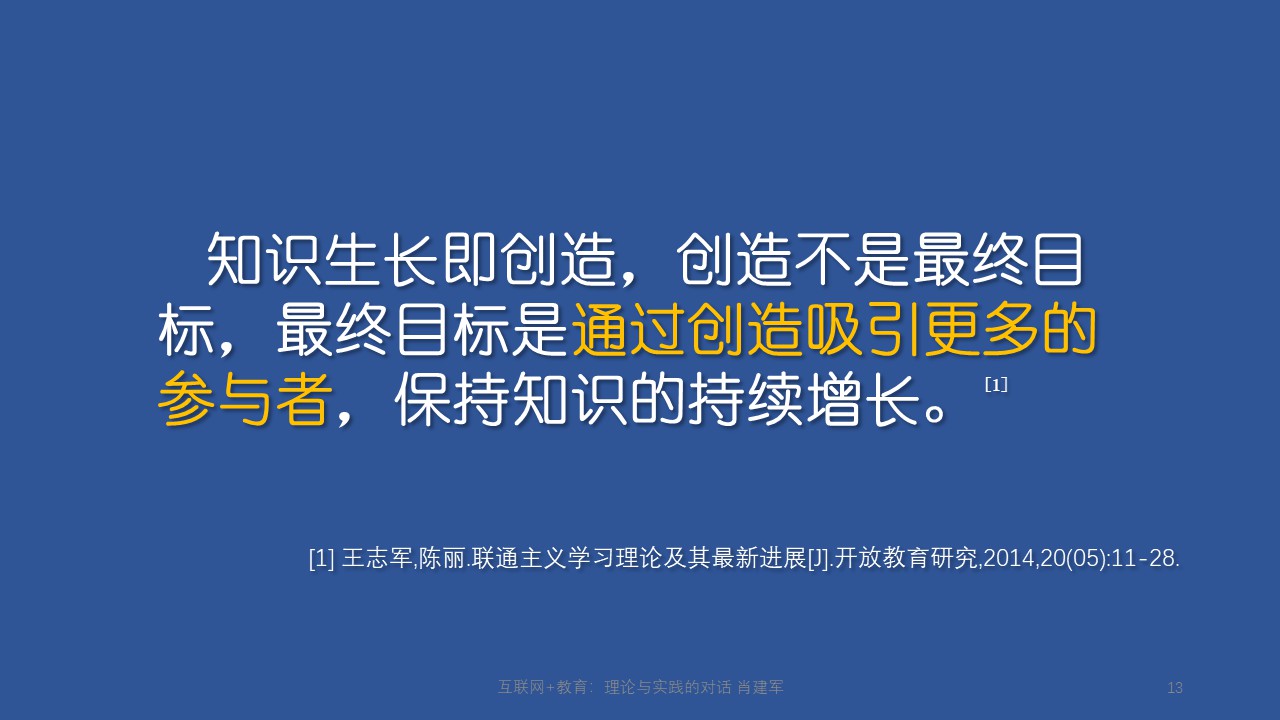 知识生长即创造，创造不是最终目
标，最终目标是通过创造吸引更多的
参与者，保持知识的持续增长。[1]
[1] 王志军,陈丽.联通主义学习理论及其最新进展[J].开放教育研究,2014,20(05):11-28.
互联网+教育：理论与实践的对话 肖建军
13